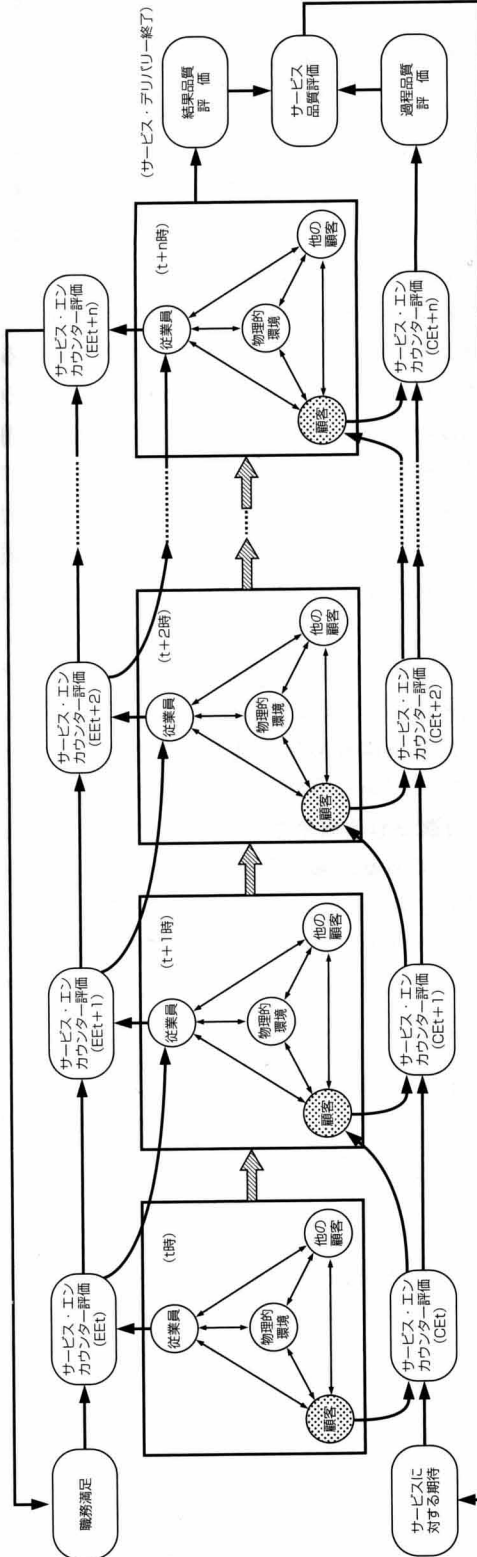 職務満足
サービス・エン
カウンター評価
(EEt)
サービス・エン
カウンター評価
(EEt+1)
サービス・エン
カウンター評価
(EEt+2)
サービス・エン
カウンター評価
(EEt+n)
(t時)
従業員
物理的
環境
顧客
他の
顧客
(t+1時)
従業員
物理的
環境
顧客
他の
顧客
(t+2時)
従業員
物理的
環境
顧客
他の
顧客
(t+n時)
従業員
物理的
環境
顧客
他の
顧客
(サービス・デリバリー終了)
結果品質
評　価
サービス
品質評価
過程品質
評　価
サービスに
対する期待
サービス・エン
カウンター評価
(CEt)
サービス・エン
カウンター評価
(CEt+1)
サービス・エン
カウンター評価
(CEt+2)
サービス・エン
カウンター評価
(CEt+n)